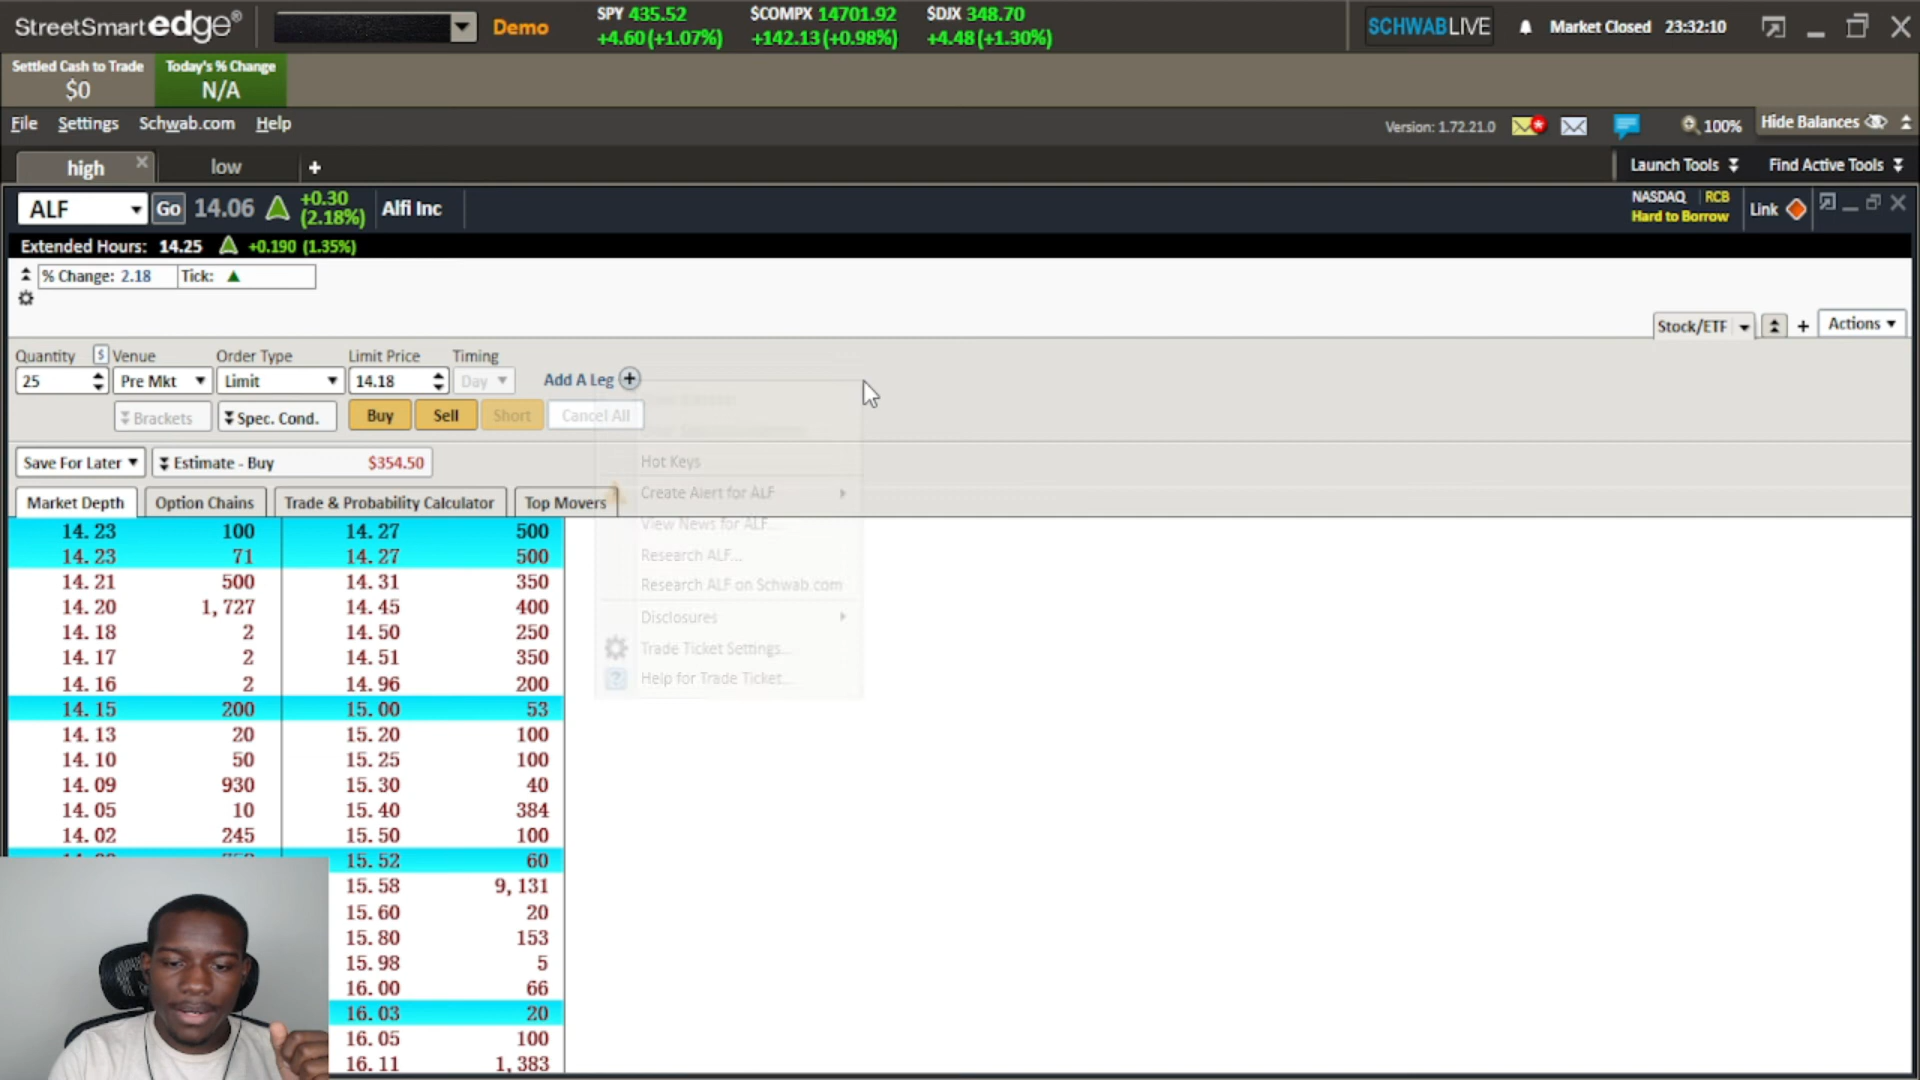 StreetSmart edge®
Demo
SPY 435.52
+4.60 (+1.07%)
$COMPX 14701.92
+142.13 (+0.98%)
$DJX 348.70
+4.48 (+1.30%)
SCHWABLIVE
Market Closed 23:32:10
Settled Cash to Trade
$0
Today's % Change
N/A
File Settings Schwab.com Help
Version: 1.72.21.0
100%
Hide Balances
high low +
Launch Tools Find Active Tools
ALF Go 14.06 +0.30 (2.18%) Alfi Inc
NASDAQ RCB
Hard to Borrow
Link
Extended Hours: 14.25 +0.190 (1.35%)
% Change: 2.18 Tick:
Stock/ETF + Actions
Quantity $ Venue Order Type Limit Price Timing
25 Pre Mkt Limit 14.18 Day Add A Leg
Brackets Spec. Cond. Buy Sell Short Cancel All
Save For Later Estimate - Buy $354.50
Hot Keys
Create Alert for ALF
View News for ALF...
Research ALF...
Research ALF on Schwab.com
Disclosures
Trade Ticket Settings...
Help for Trade Ticket...
Market Depth Option Chains Trade & Probability Calculator Top Movers
14.23 100 14.27 500
14.23 71 14.27 500
14.21 500 14.31 350
14.20 1,727 14.45 400
14.18 2 14.50 250
14.17 2 14.51 350
14.16 2 14.96 200
14.15 200 15.00 53
14.13 20 15.20 100
14.10 50 15.25 100
14.09 930 15.30 40
14.05 10 15.40 384
14.02 245 15.50 100
15.52 60
15.58 9,131
15.60 20
15.80 153
15.98 5
16.00 66
16.03 20
16.05 100
16.11 1,383